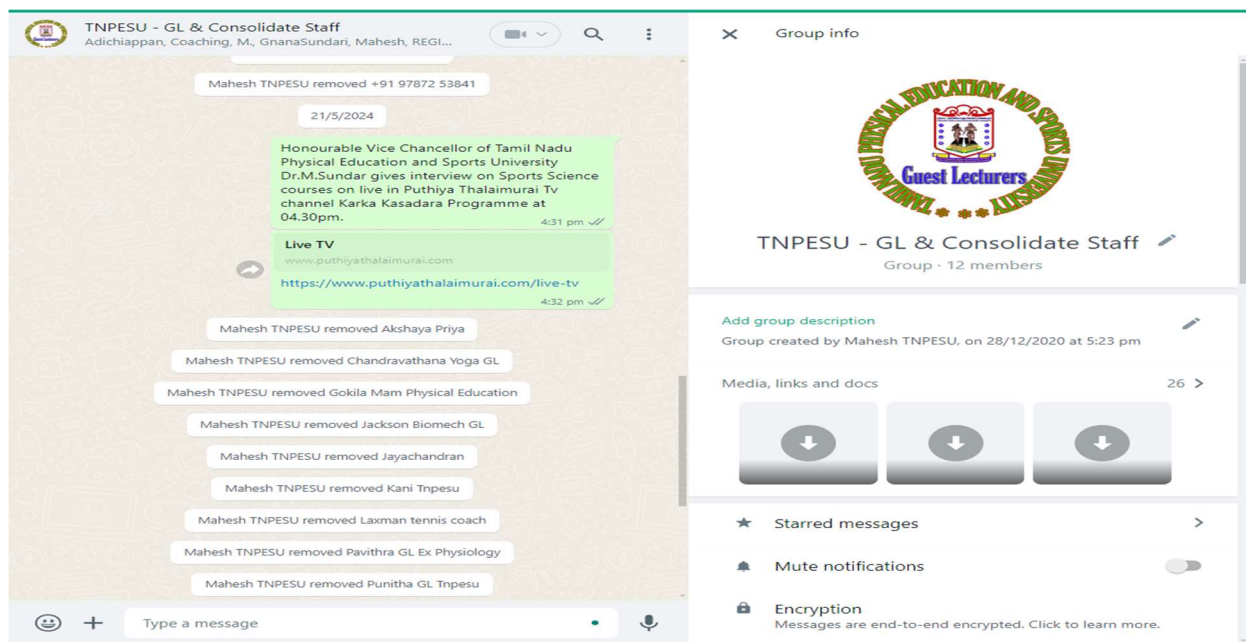 TNPESU - GL & Consolidate Staff
Adichiappan, Coaching, M., GnanaSundari, Mahesh, REGI...
Mahesh TNPESU removed +91 97872 53841
21/5/2024
Honourable Vice Chancellor of Tamil Nadu
Physical Education and Sports University
Dr.M.Sundar gives interview on Sports Science
courses on live in Puthiya Thalaimurai Tv
channel Karka Kasadara Programme at
04.30pm.
4:31 pm
Live TV
www.puthiyathalaimurai.com
https://www.puthiyathalaimurai.com/live-tv
4:32 pm
Mahesh TNPESU removed Akshaya Priya
Mahesh TNPESU removed Chandravathana Yoga GL
Mahesh TNPESU removed Gokila Mam Physical Education
Mahesh TNPESU removed Jackson Biomech GL
Mahesh TNPESU removed Jayachandran
Mahesh TNPESU removed Kani Tnpesu
Mahesh TNPESU removed Laxman tennis coach
Mahesh TNPESU removed Pavithra GL Ex Physiology
Mahesh TNPESU removed Punitha GL Tnpesu
Type a message
Group info
TAMILNADU PHYSICAL EDUCATION AND SPORTS UNIVERSITY
Guest Lecturers
TNPESU - GL & Consolidate Staff
Group · 12 members
Add group description
Group created by Mahesh TNPESU, on 28/12/2020 at 5:23 pm
Media, links and docs
26
Starred messages
Mute notifications
Encryption
Messages are end-to-end encrypted. Click to learn more.